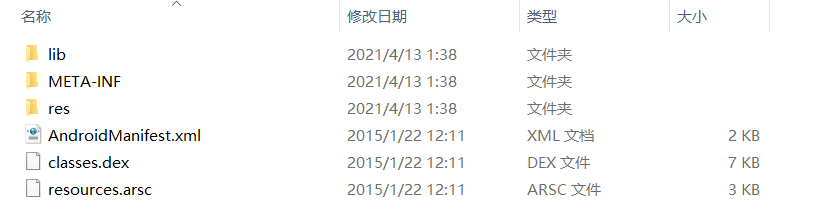 名称 修改日期 类型 大小
lib 2021/4/13 1:38 文件夹
META-INF 2021/4/13 1:38 文件夹
res 2021/4/13 1:38 文件夹
AndroidManifest.xml 2015/1/22 12:11 XML 文档 2 KB
classes.dex 2015/1/22 12:11 DEX 文件 7 KB
resources.arsc 2015/1/22 12:11 ARSC 文件 3 KB